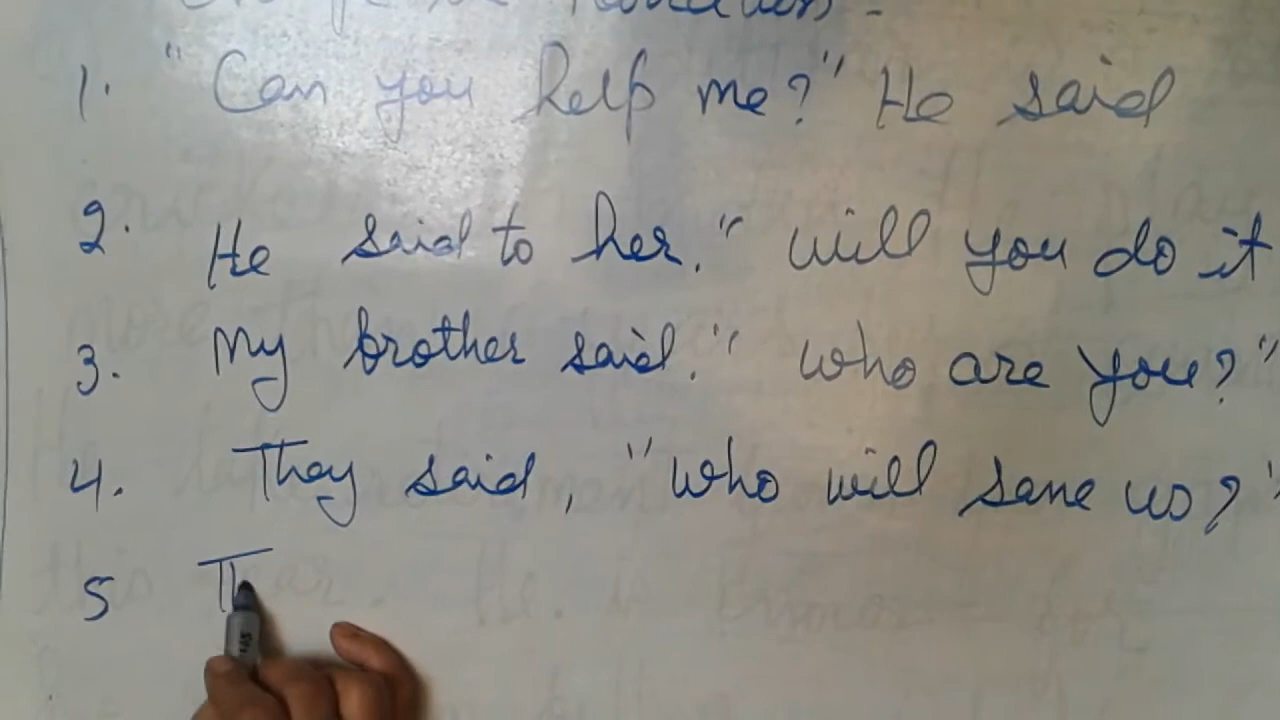 1. "Can you help me?" He said
2. He said to her. "will you do it
3. My brother said. "who are you?"
4. They said, "who will save us?"
5 Th